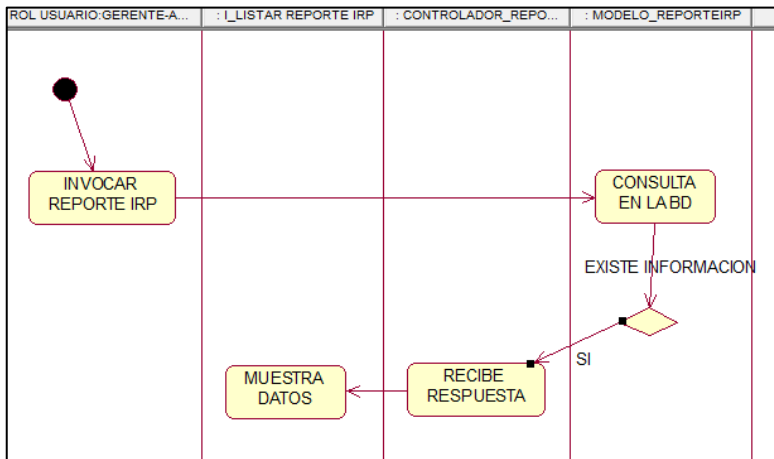 ROL USUARIO:GERENTE-A...
: I_LISTAR REPORTE IRP
: CONTROLADOR_REPO...
: MODELO_REPORTEIRP
INVOCAR
REPORTE IRP
CONSULTA
EN LA BD
EXISTE INFORMACION
SI
RECIBE
RESPUESTA
MUESTRA
DATOS